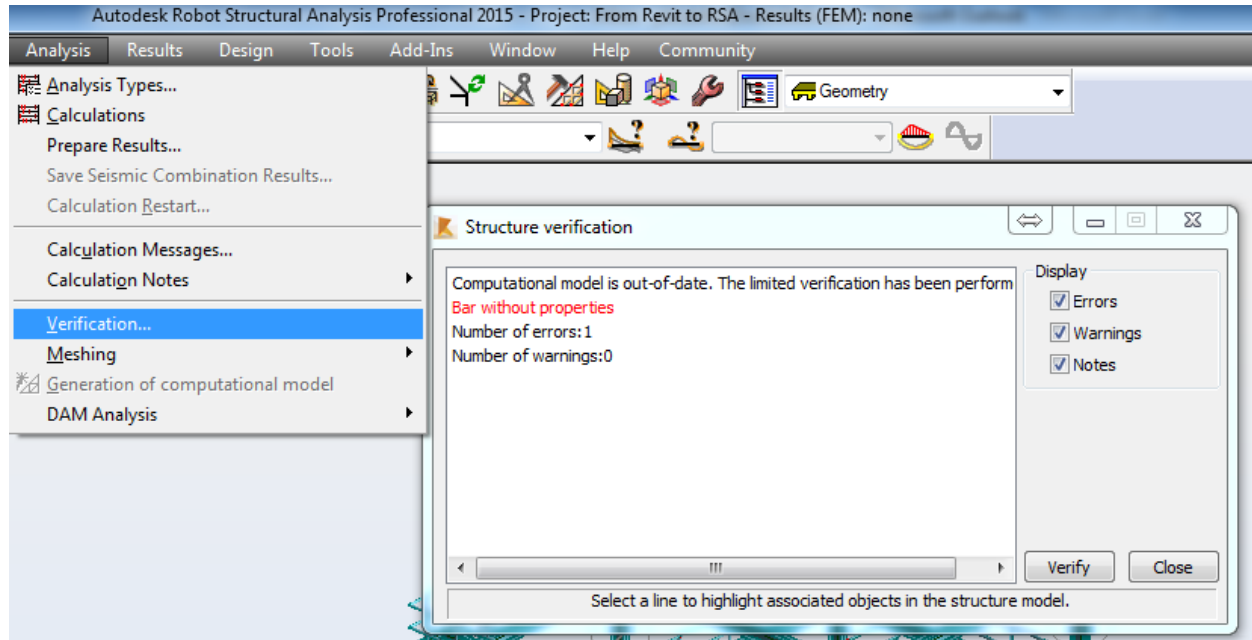 Autodesk Robot Structural Analysis Professional 2015 - Project: From Revit to RSA - Results (FEM): none
Analysis Results Design Tools Add-Ins Window Help Community
Analysis Types...
Geometry
Calculations
Prepare Results...
Save Seismic Combination Results...
Calculation Restart...
Calculation Messages...
Calculation Notes
Verification...
Meshing
Generation of computational model
DAM Analysis
Structure verification
Computational model is out-of-date. The limited verification has been perform
Bar without properties
Number of errors:1
Number of warnings:0
Display
Errors
Warnings
Notes
Verify Close
Select a line to highlight associated objects in the structure model.